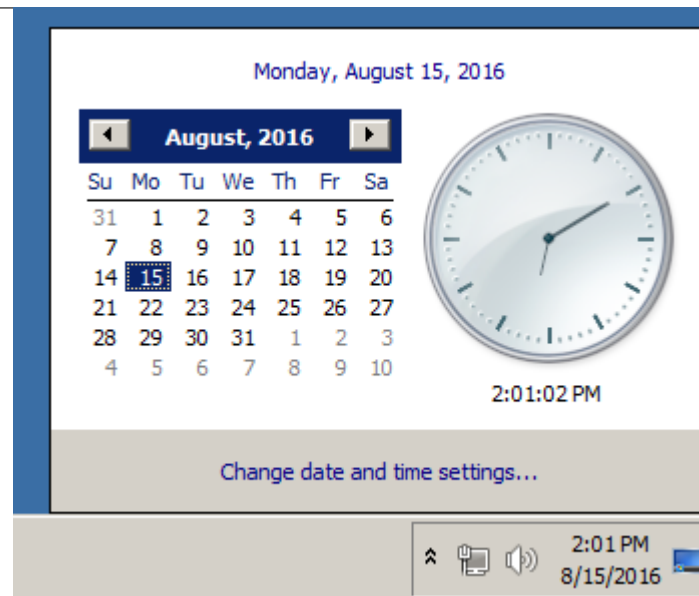 Monday, August 15, 2016
August, 2016
Su Mo Tu We Th Fr Sa
31 1 2 3 4 5 6
7 8 9 10 11 12 13
14 15 16 17 18 19 20
21 22 23 24 25 26 27
28 29 30 31 1 2 3
4 5 6 7 8 9 10
2:01:02 PM
Change date and time settings...
2:01 PM
8/15/2016